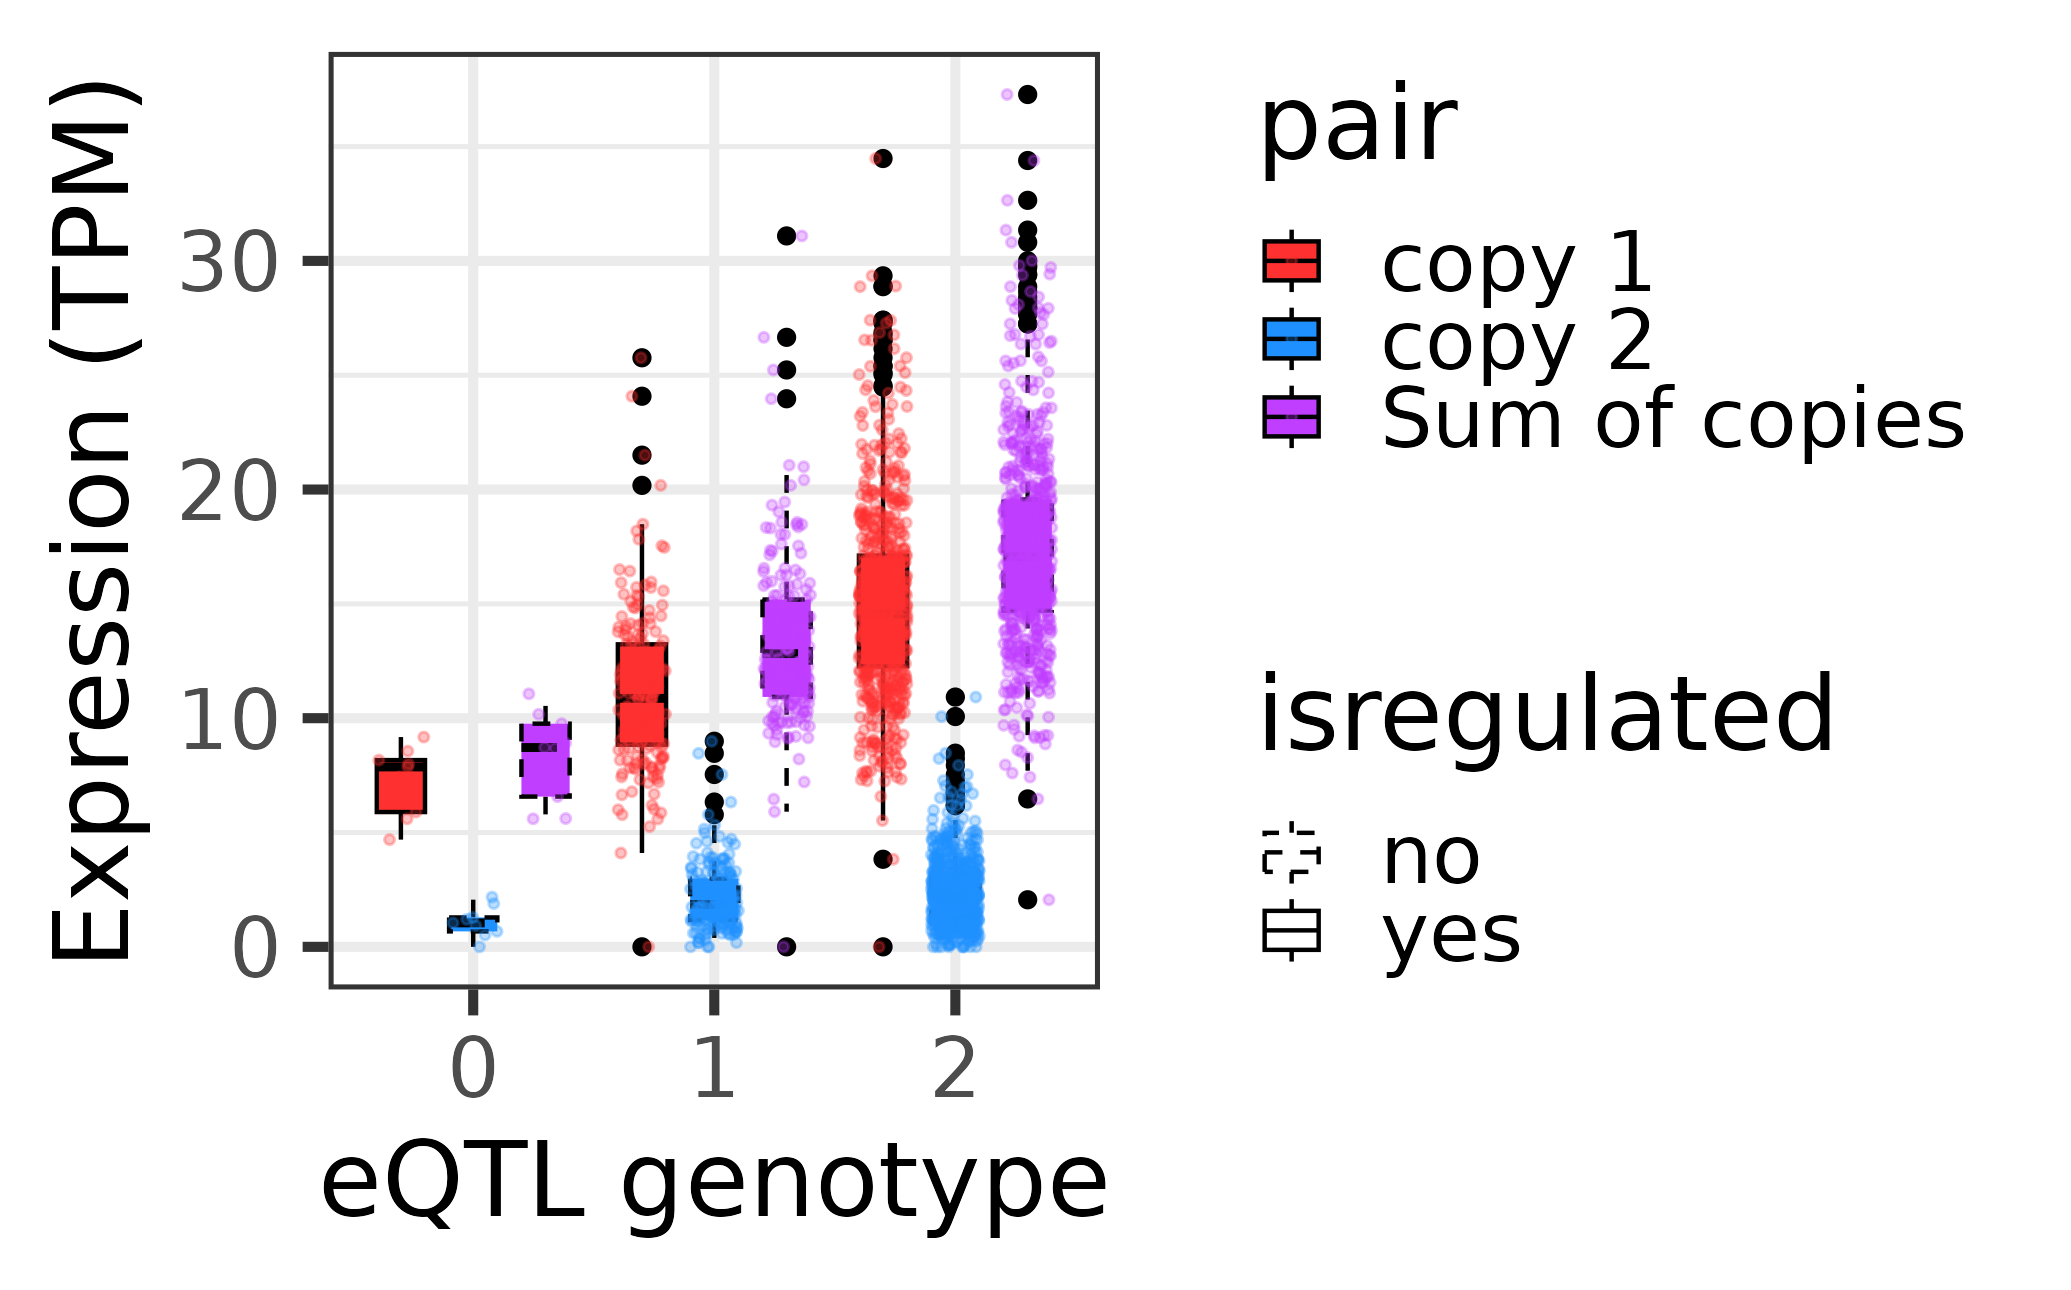 Expression (TPM)
30
20
10
0
0 1 2
eQTL genotype
pair
copy 1
copy 2
Sum of copies
isregulated
no
yes